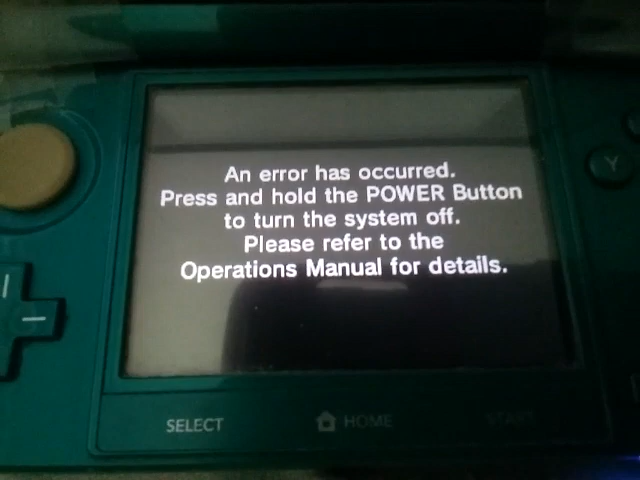 An error has occurred.
Press and hold the POWER Button
to turn the system off.
Please refer to the
Operations Manual for details.
Y
SELECT
HOME
START